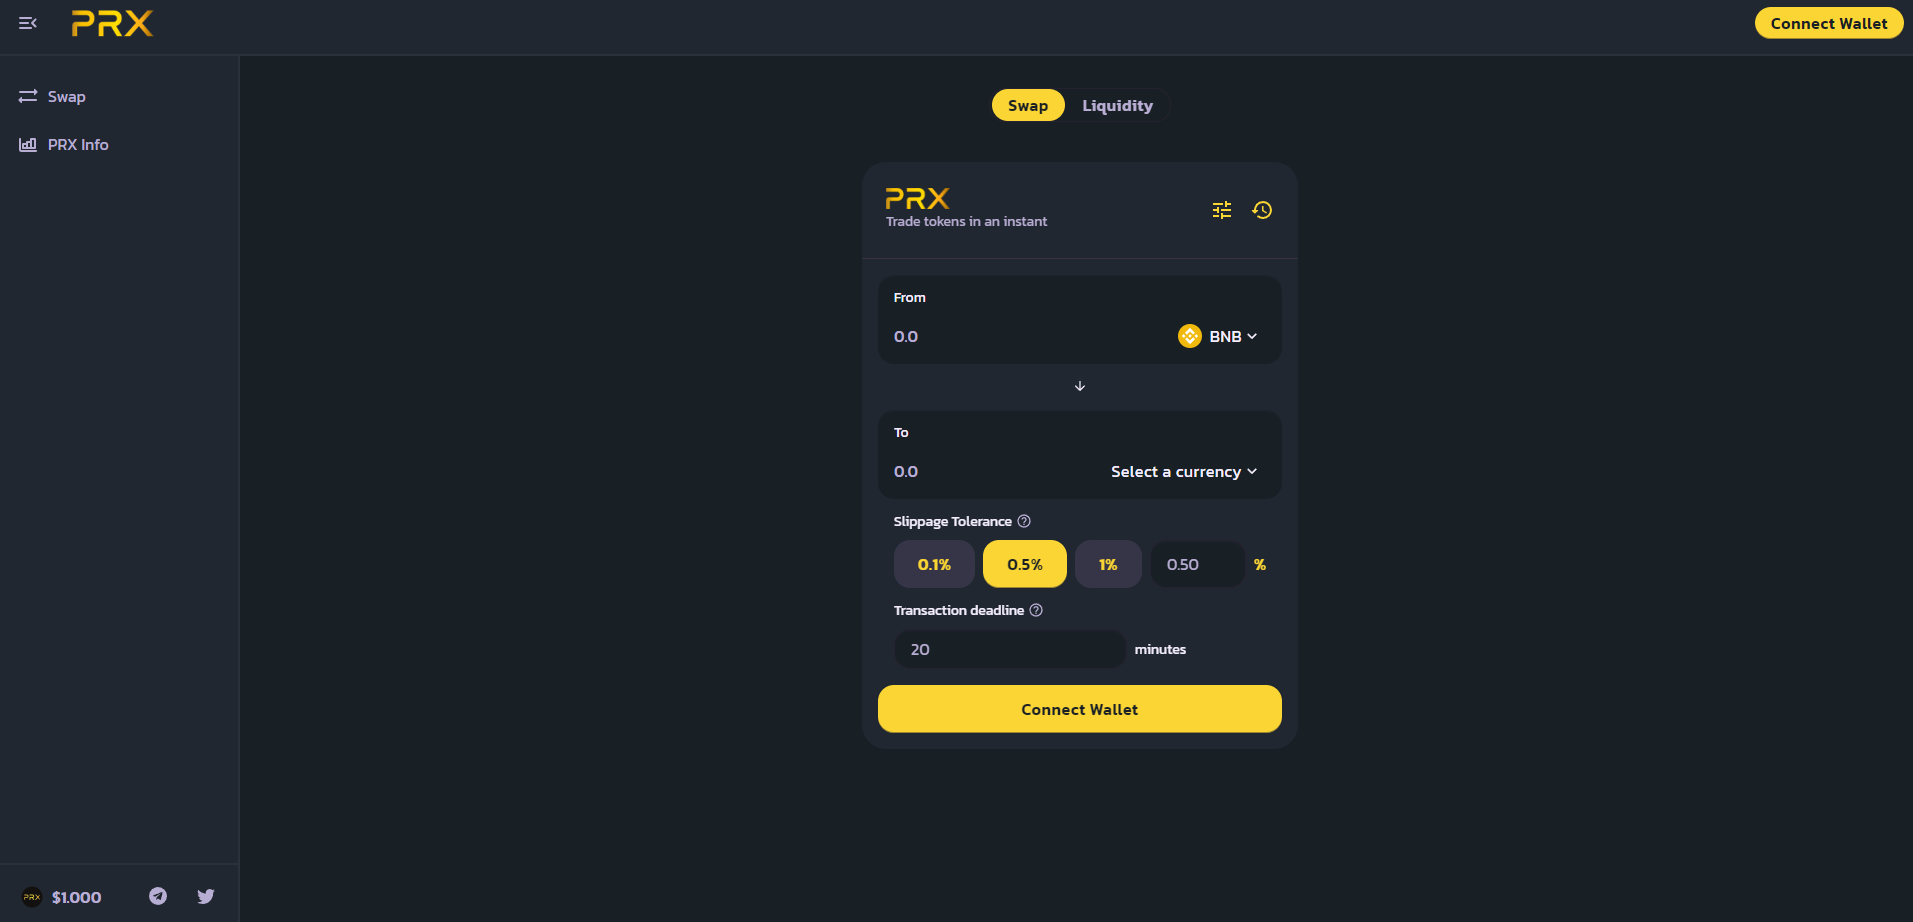 PRX
Connect Wallet
Swap
PRX Info
Swap Liquidity
PRX
Trade tokens in an instant
From
0.0 BNB
To
0.0 Select a currency
Slippage Tolerance
0.1% 0.5% 1% 0.50 %
Transaction deadline
20 minutes
Connect Wallet
PRX $1.000